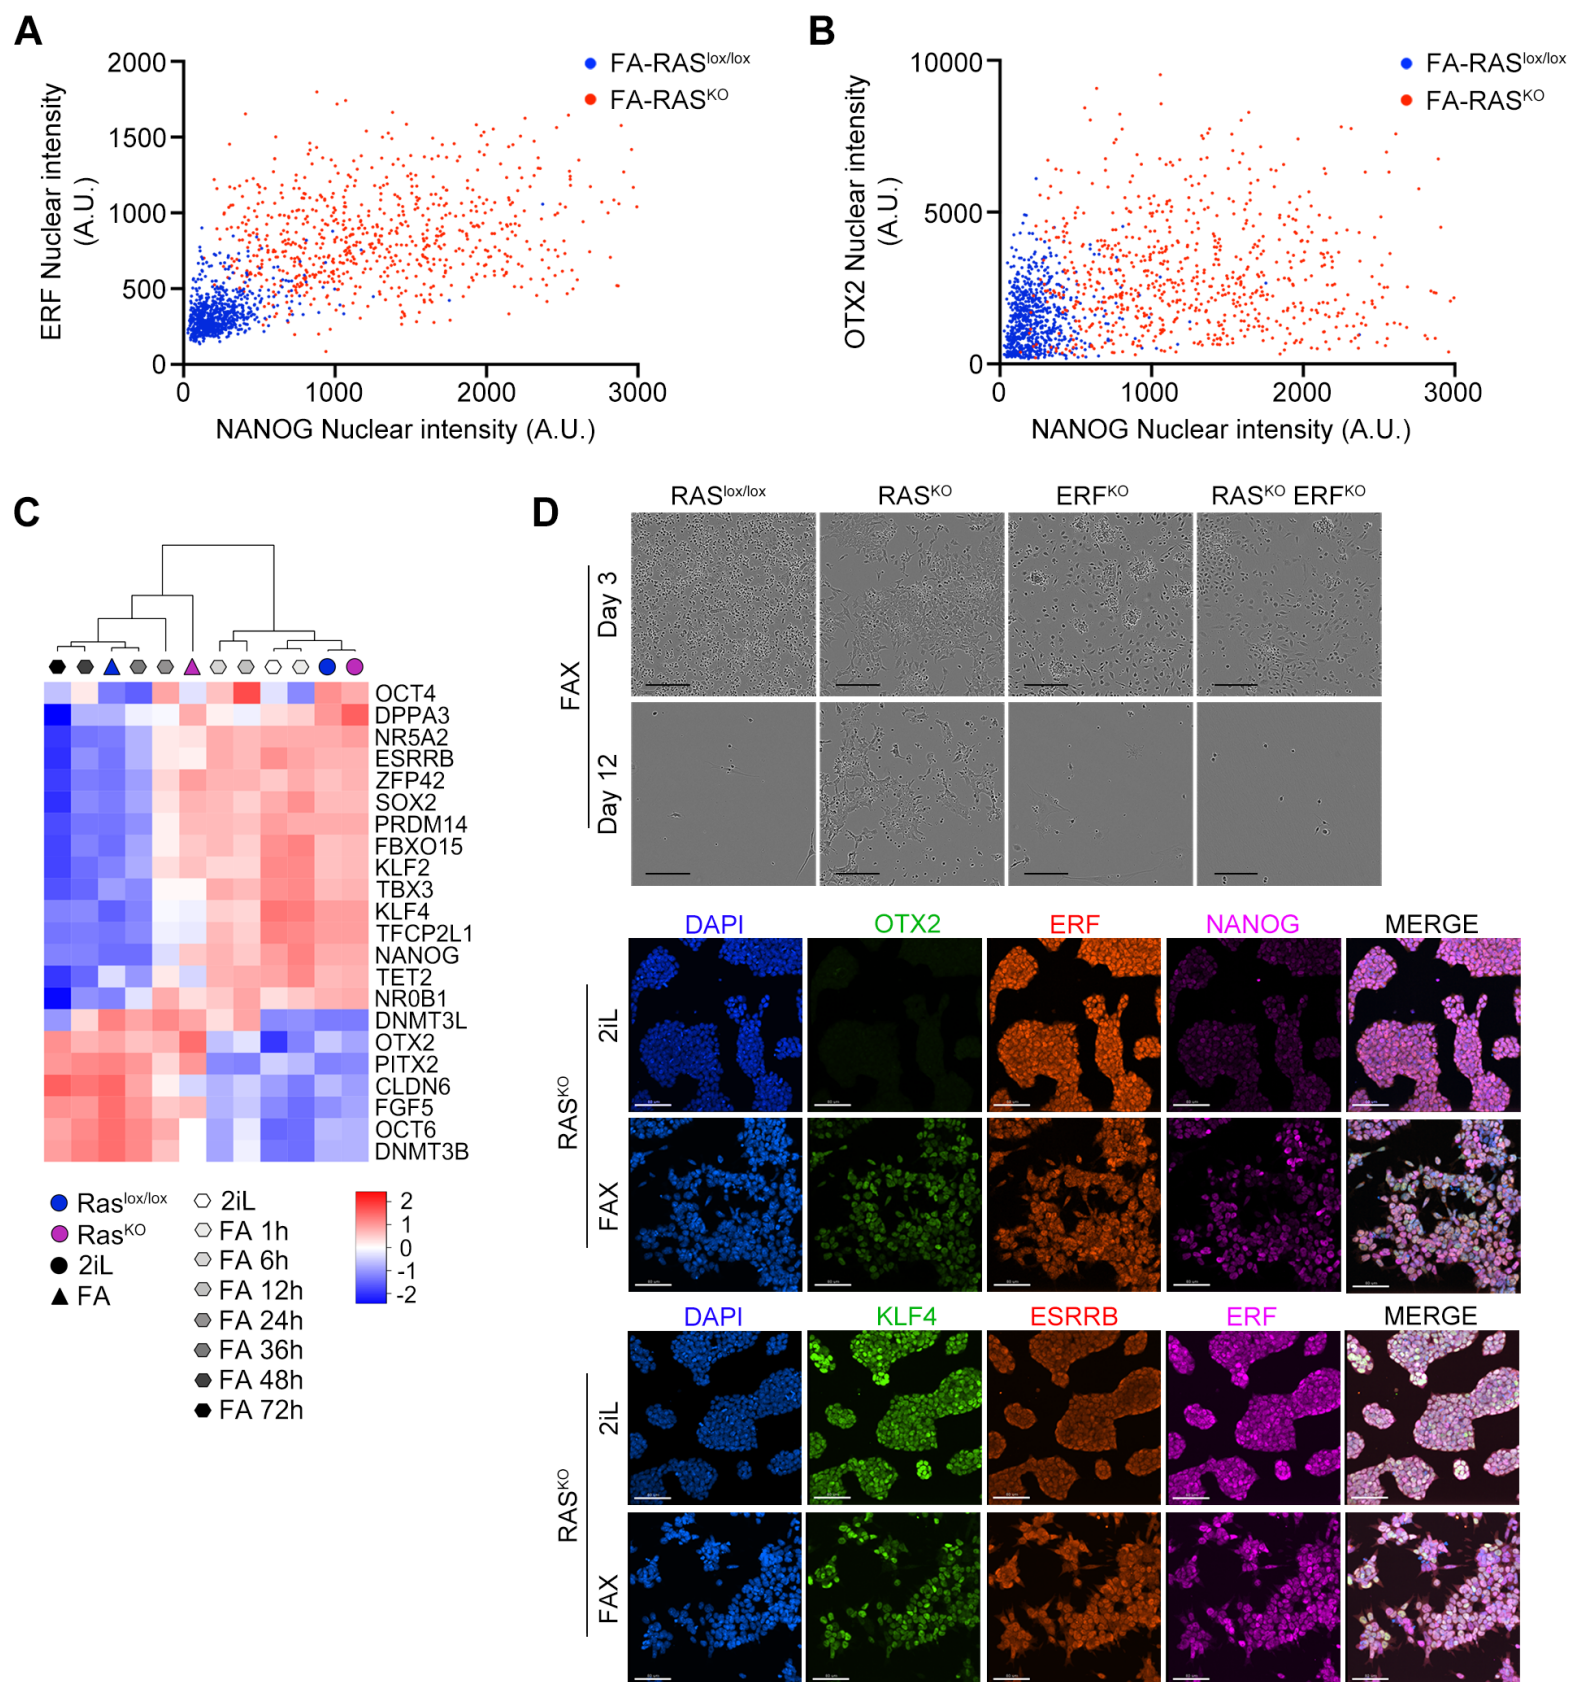 A
ERF Nuclear intensity
(A.U.)
2000
1500
1000
500
0
0
1000
2000
3000
NANOG Nuclear intensity (A.U.)
FA-RASlox/lox
FA-RASKO
B
OTX2 Nuclear intensity
(A.U.)
10000
5000
0
0
1000
2000
3000
NANOG Nuclear intensity (A.U.)
FA-RASlox/lox
FA-RASKO
C
OCT4
DPPA3
NR5A2
ESRRB
ZFP42
SOX2
PRDM14
FBXO15
KLF2
TBX3
KLF4
TFCP2L1
NANOG
TET2
NR0B1
DNMT3L
OTX2
PITX2
CLDN6
FGF5
OCT6
DNMT3B
Raslox/lox
RasKO
2iL
FA
2iL
FA 1h
FA 6h
FA 12h
FA 24h
FA 36h
FA 48h
FA 72h
2
1
0
-1
-2
D
RASlox/lox
RASKO
ERFKO
RASKO ERFKO
FAX
Day 3
Day 12
DAPI
OTX2
ERF
NANOG
MERGE
RASKO
2iL
FAX
DAPI
KLF4
ESRRB
ERF
MERGE
RASKO
2iL
FAX